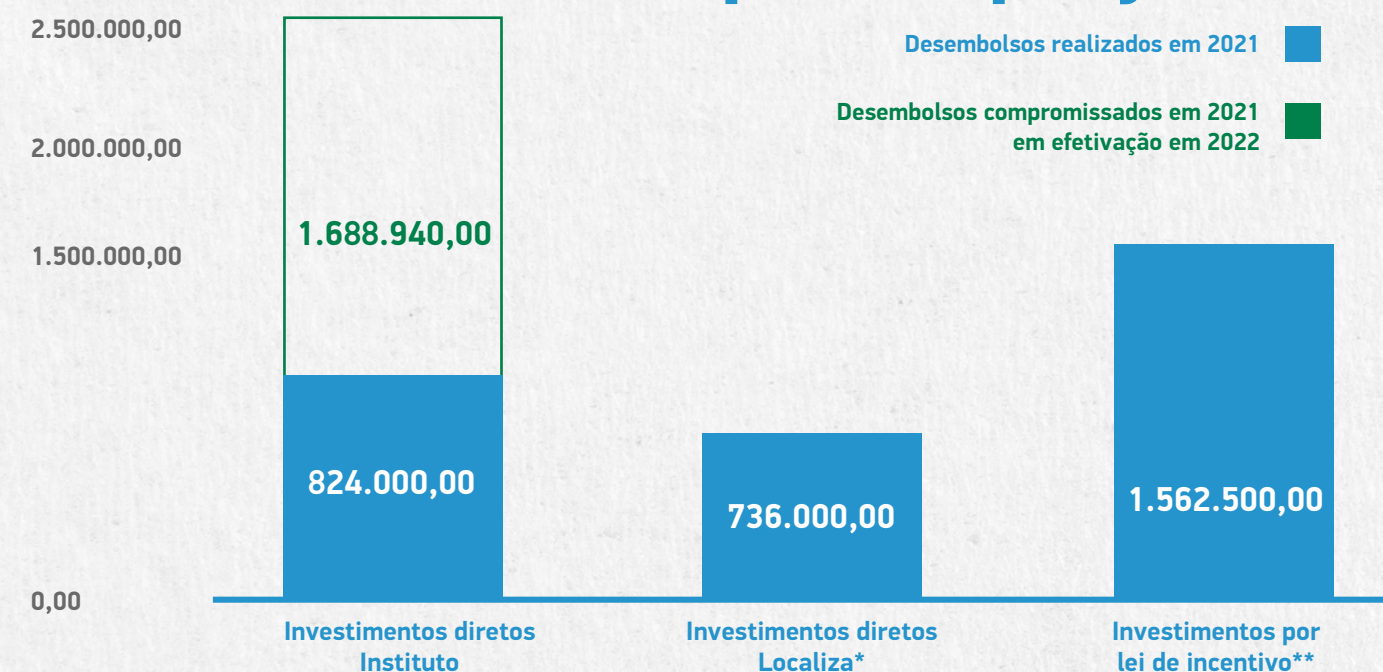 2.500.000,00
2.000.000,00
1.500.000,00
0,00
Desembolsos realizados em 2021
Desembolsos compromissados em 2021
em efetivação em 2022
1.688.940,00
824.000,00
736.000,00
1.562.500,00
Investimentos diretos
Instituto
Investimentos diretos
Localiza*
Investimentos por
lei de incentivo**